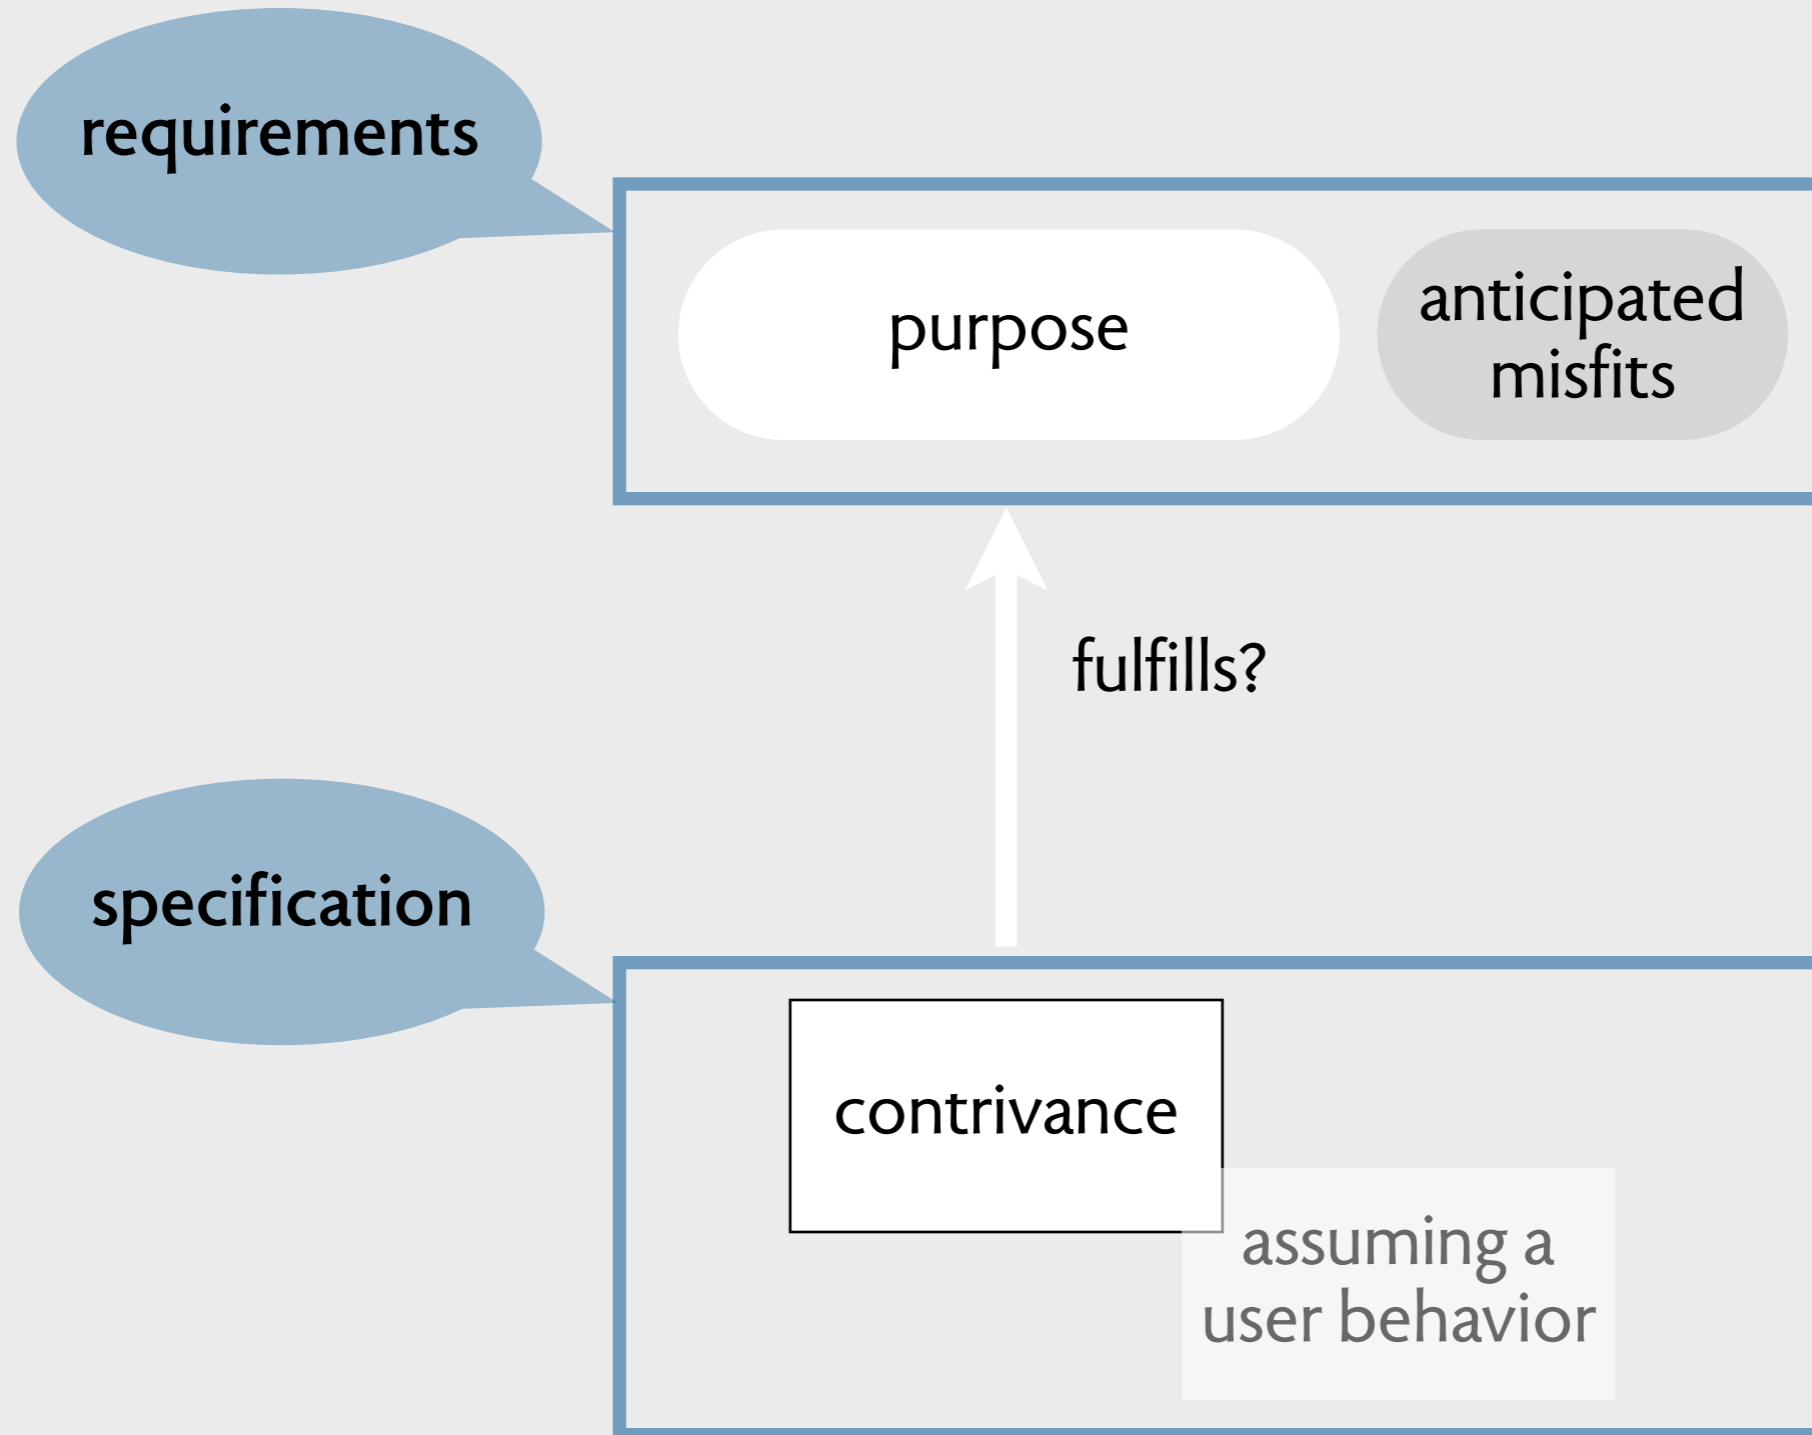 requirements
purpose
anticipated
misfits
fulfills?
specification
contrivance
assuming a
user behavior